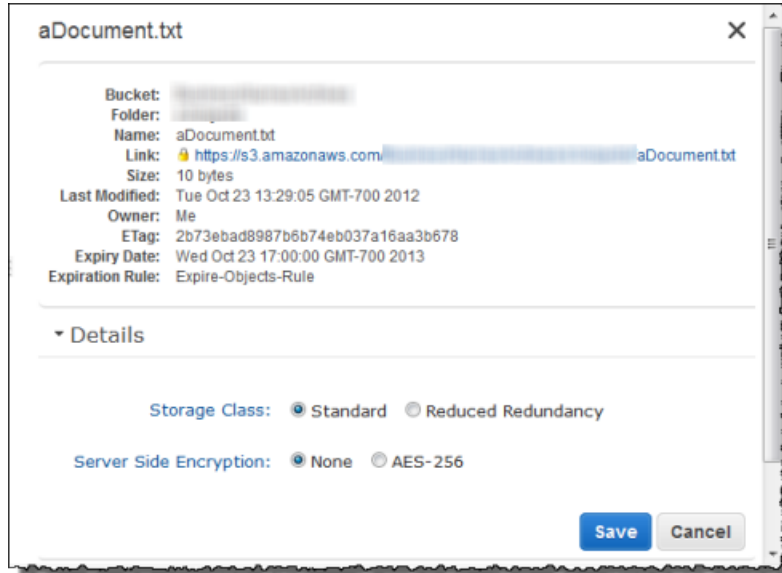 aDocument.txt
Bucket:
Folder:
Name: aDocument.txt
Link: https://s3.amazonaws.com/ aDocument.txt
Size: 10 bytes
Last Modified: Tue Oct 23 13:29:05 GMT-700 2012
Owner: Me
ETag: 2b73ebad8987b6b74eb037a16aa3b678
Expiry Date: Wed Oct 23 17:00:00 GMT-700 2013
Expiration Rule: Expire-Objects-Rule
Details
Storage Class: Standard Reduced Redundancy
Server Side Encryption: None AES-256
Save Cancel